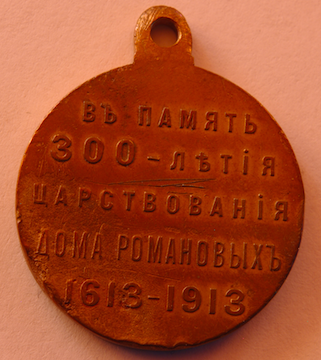 ВЪ ПАМЯТЬ
300-ЛѢТІЯ
ЦАРСТВОВАНІЯ
ДОМА РОМАНОВЫХЪ
1613-1913